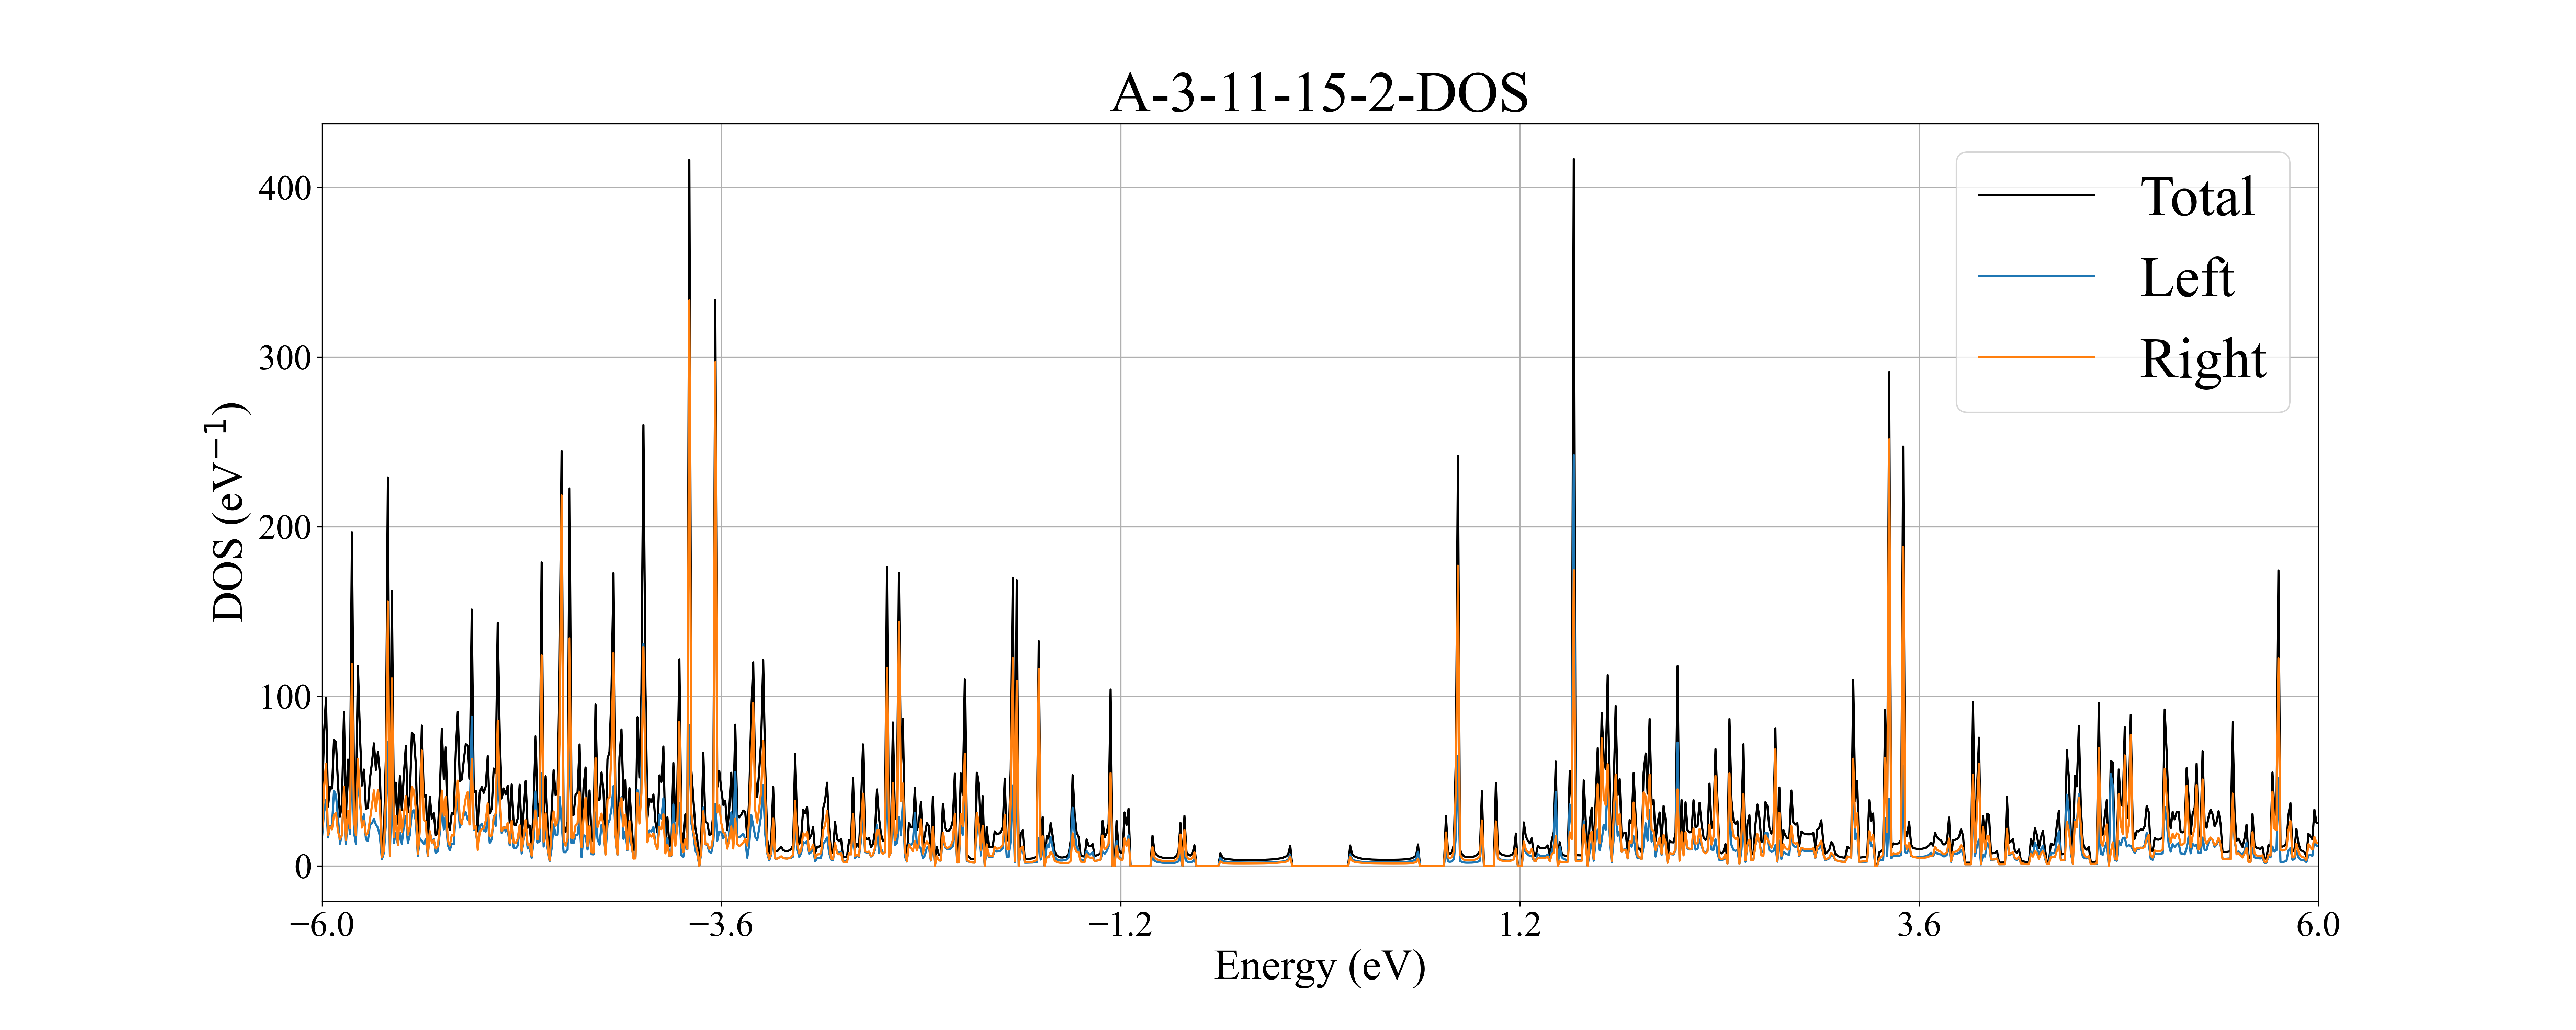 A-3-11-15-2-DOS
400
300
200
100
0
DOS (eV⁻¹)
Total
Left
Right
−6.0
−3.6
−1.2
1.2
3.6
6.0
Energy (eV)